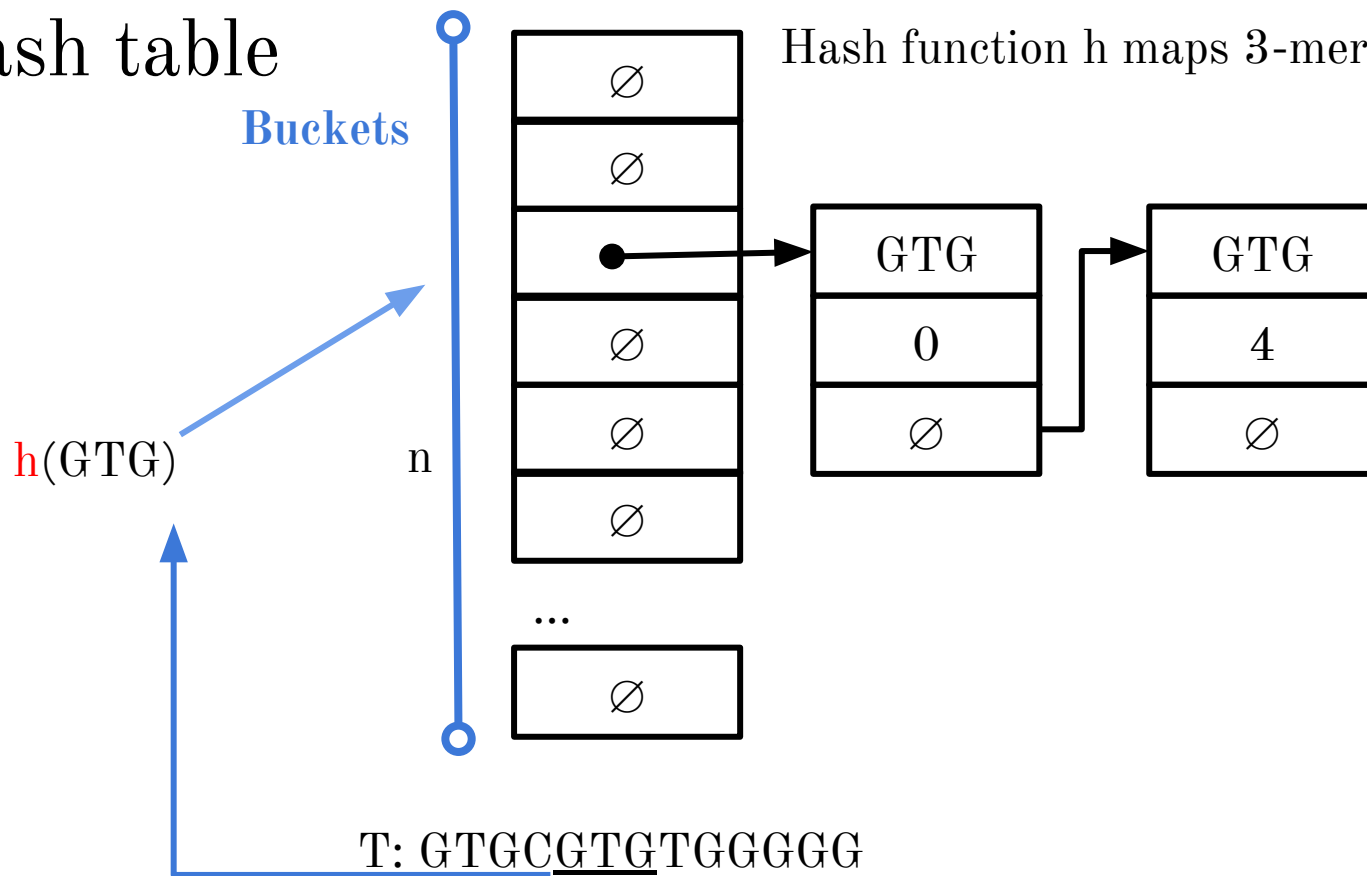 ash table
Hash function h maps 3-mer
Buckets
∅
∅
GTG
GTG
∅
0
4
h(GTG)
n
∅
∅
∅
∅
...
∅
T: GTGCGTGTGGGGG